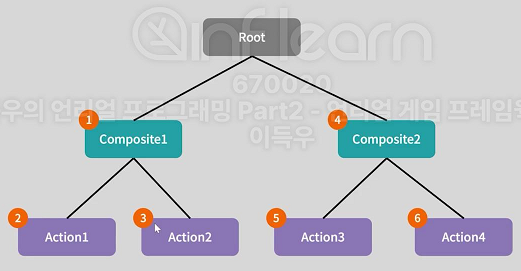 inflearn
Root
670020
우의 언리얼 프로그래밍 Part2 - 언리얼 게임 프레임웍
이득우
1
Composite1
4
Composite2
2
Action1
3
Action2
5
Action3
6
Action4